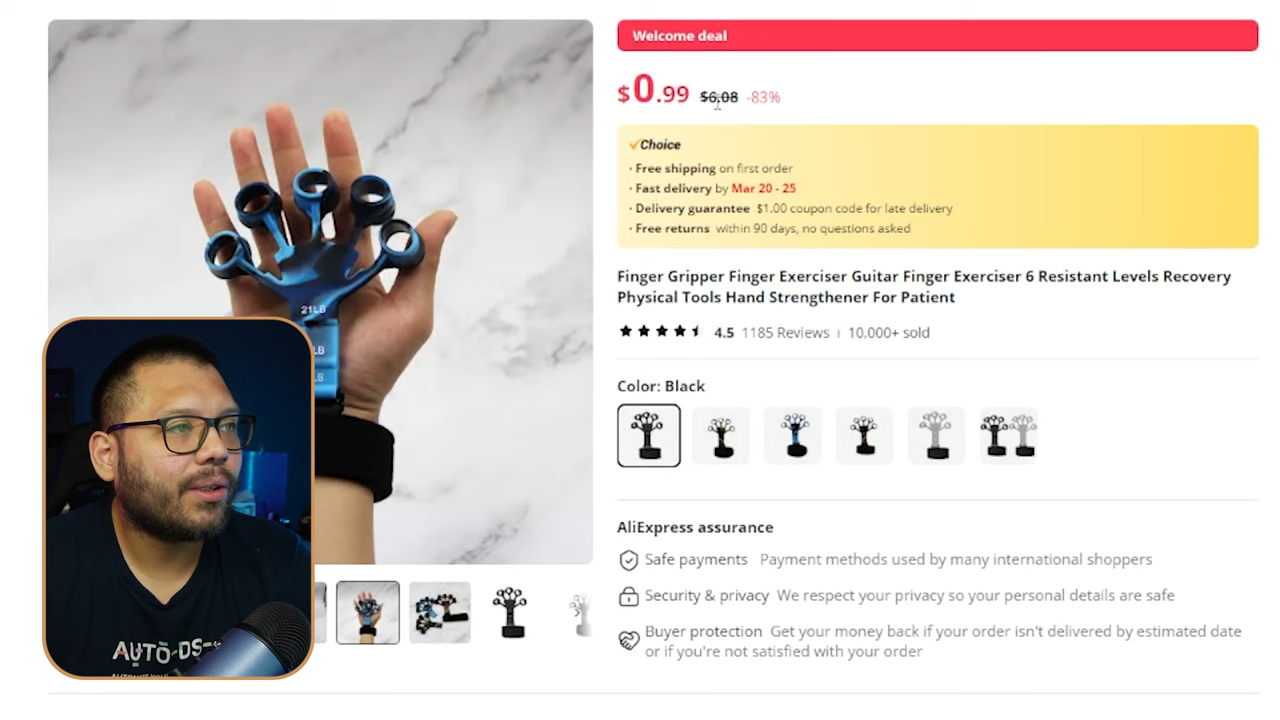 Welcome deal
$0.99 $6.08 -83%
Choice
· Free shipping on first order
· Fast delivery by Mar 20 - 25
· Delivery guarantee $1.00 coupon code for late delivery
· Free returns within 90 days, no questions asked
Finger Gripper Finger Exerciser Guitar Finger Exerciser 6 Resistant Levels Recovery
Physical Tools Hand Strengthener For Patient
4.5 1185 Reviews | 10,000+ sold
Color: Black
AliExpress assurance
Safe payments Payment methods used by many international shoppers
Security & privacy We respect your privacy so your personal details are safe
Buyer protection Get your money back if your order isn't delivered by estimated date
or if you're not satisfied with your order
21LB
LB
LB
AUTO-DS